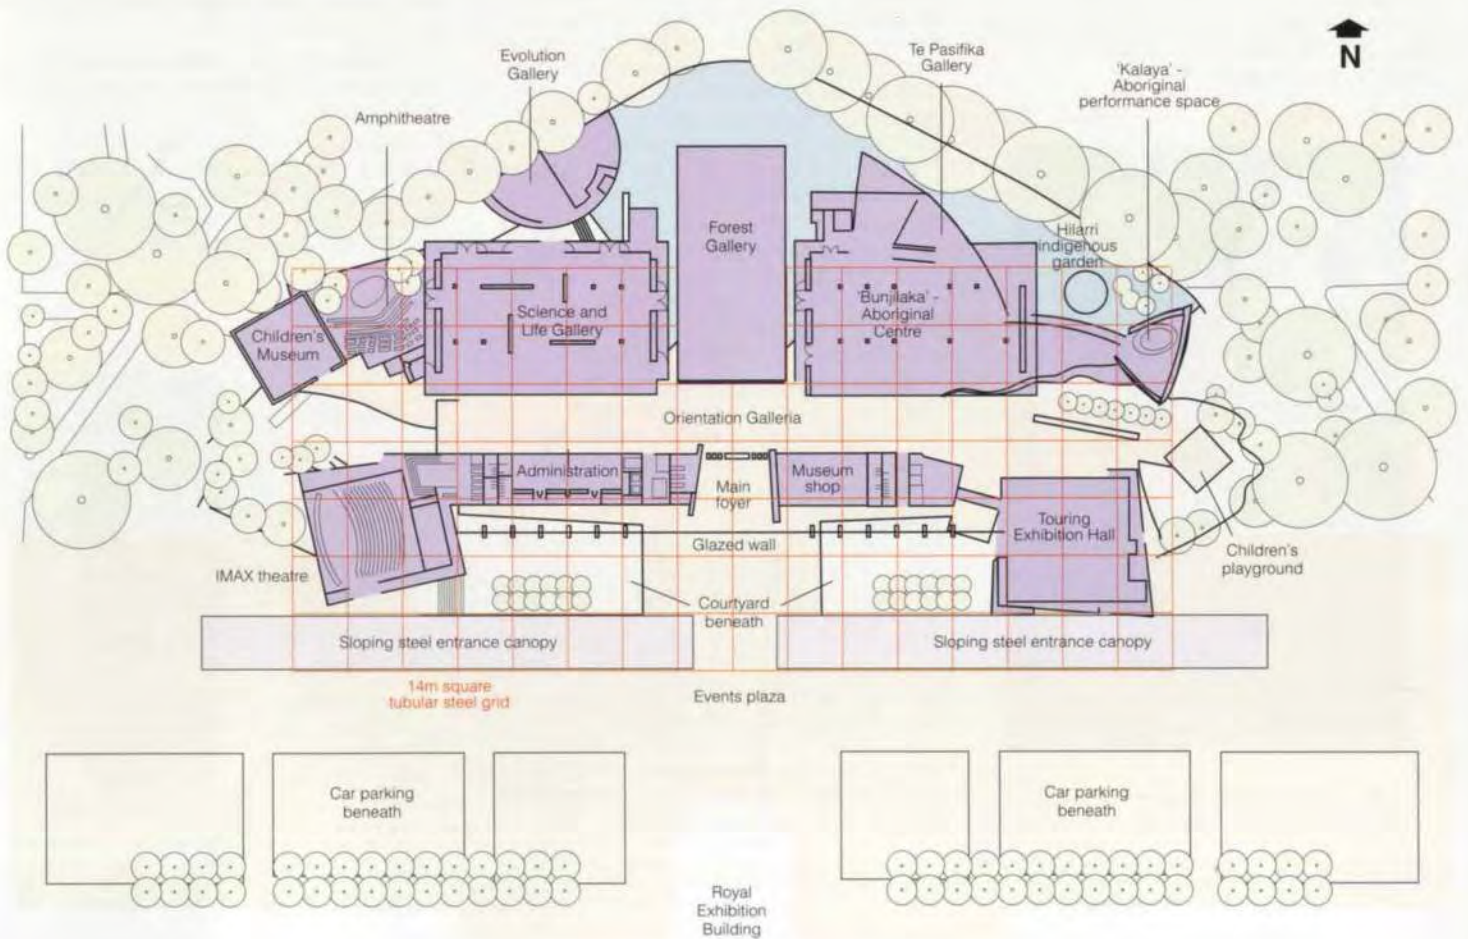 N
Evolution
Gallery
Te Pasifika
Gallery
'Kalaya' -
Aboriginal
performance space
Amphitheatre
Forest
Gallery
Hilarri
indigenous
garden
Children's
Museum
Science and
Life Gallery
'Bunjilaka' -
Aboriginal
Centre
Orientation Galleria
Administration
Main
foyer
Museum
shop
Touring
Exhibition Hall
Glazed wall
IMAX theatre
Children's
playground
Courtyard
beneath
Sloping steel entrance canopy
Sloping steel entrance canopy
14m square
tubular steel grid
Events plaza
Car parking
beneath
Car parking
beneath
Royal
Exhibition
Building